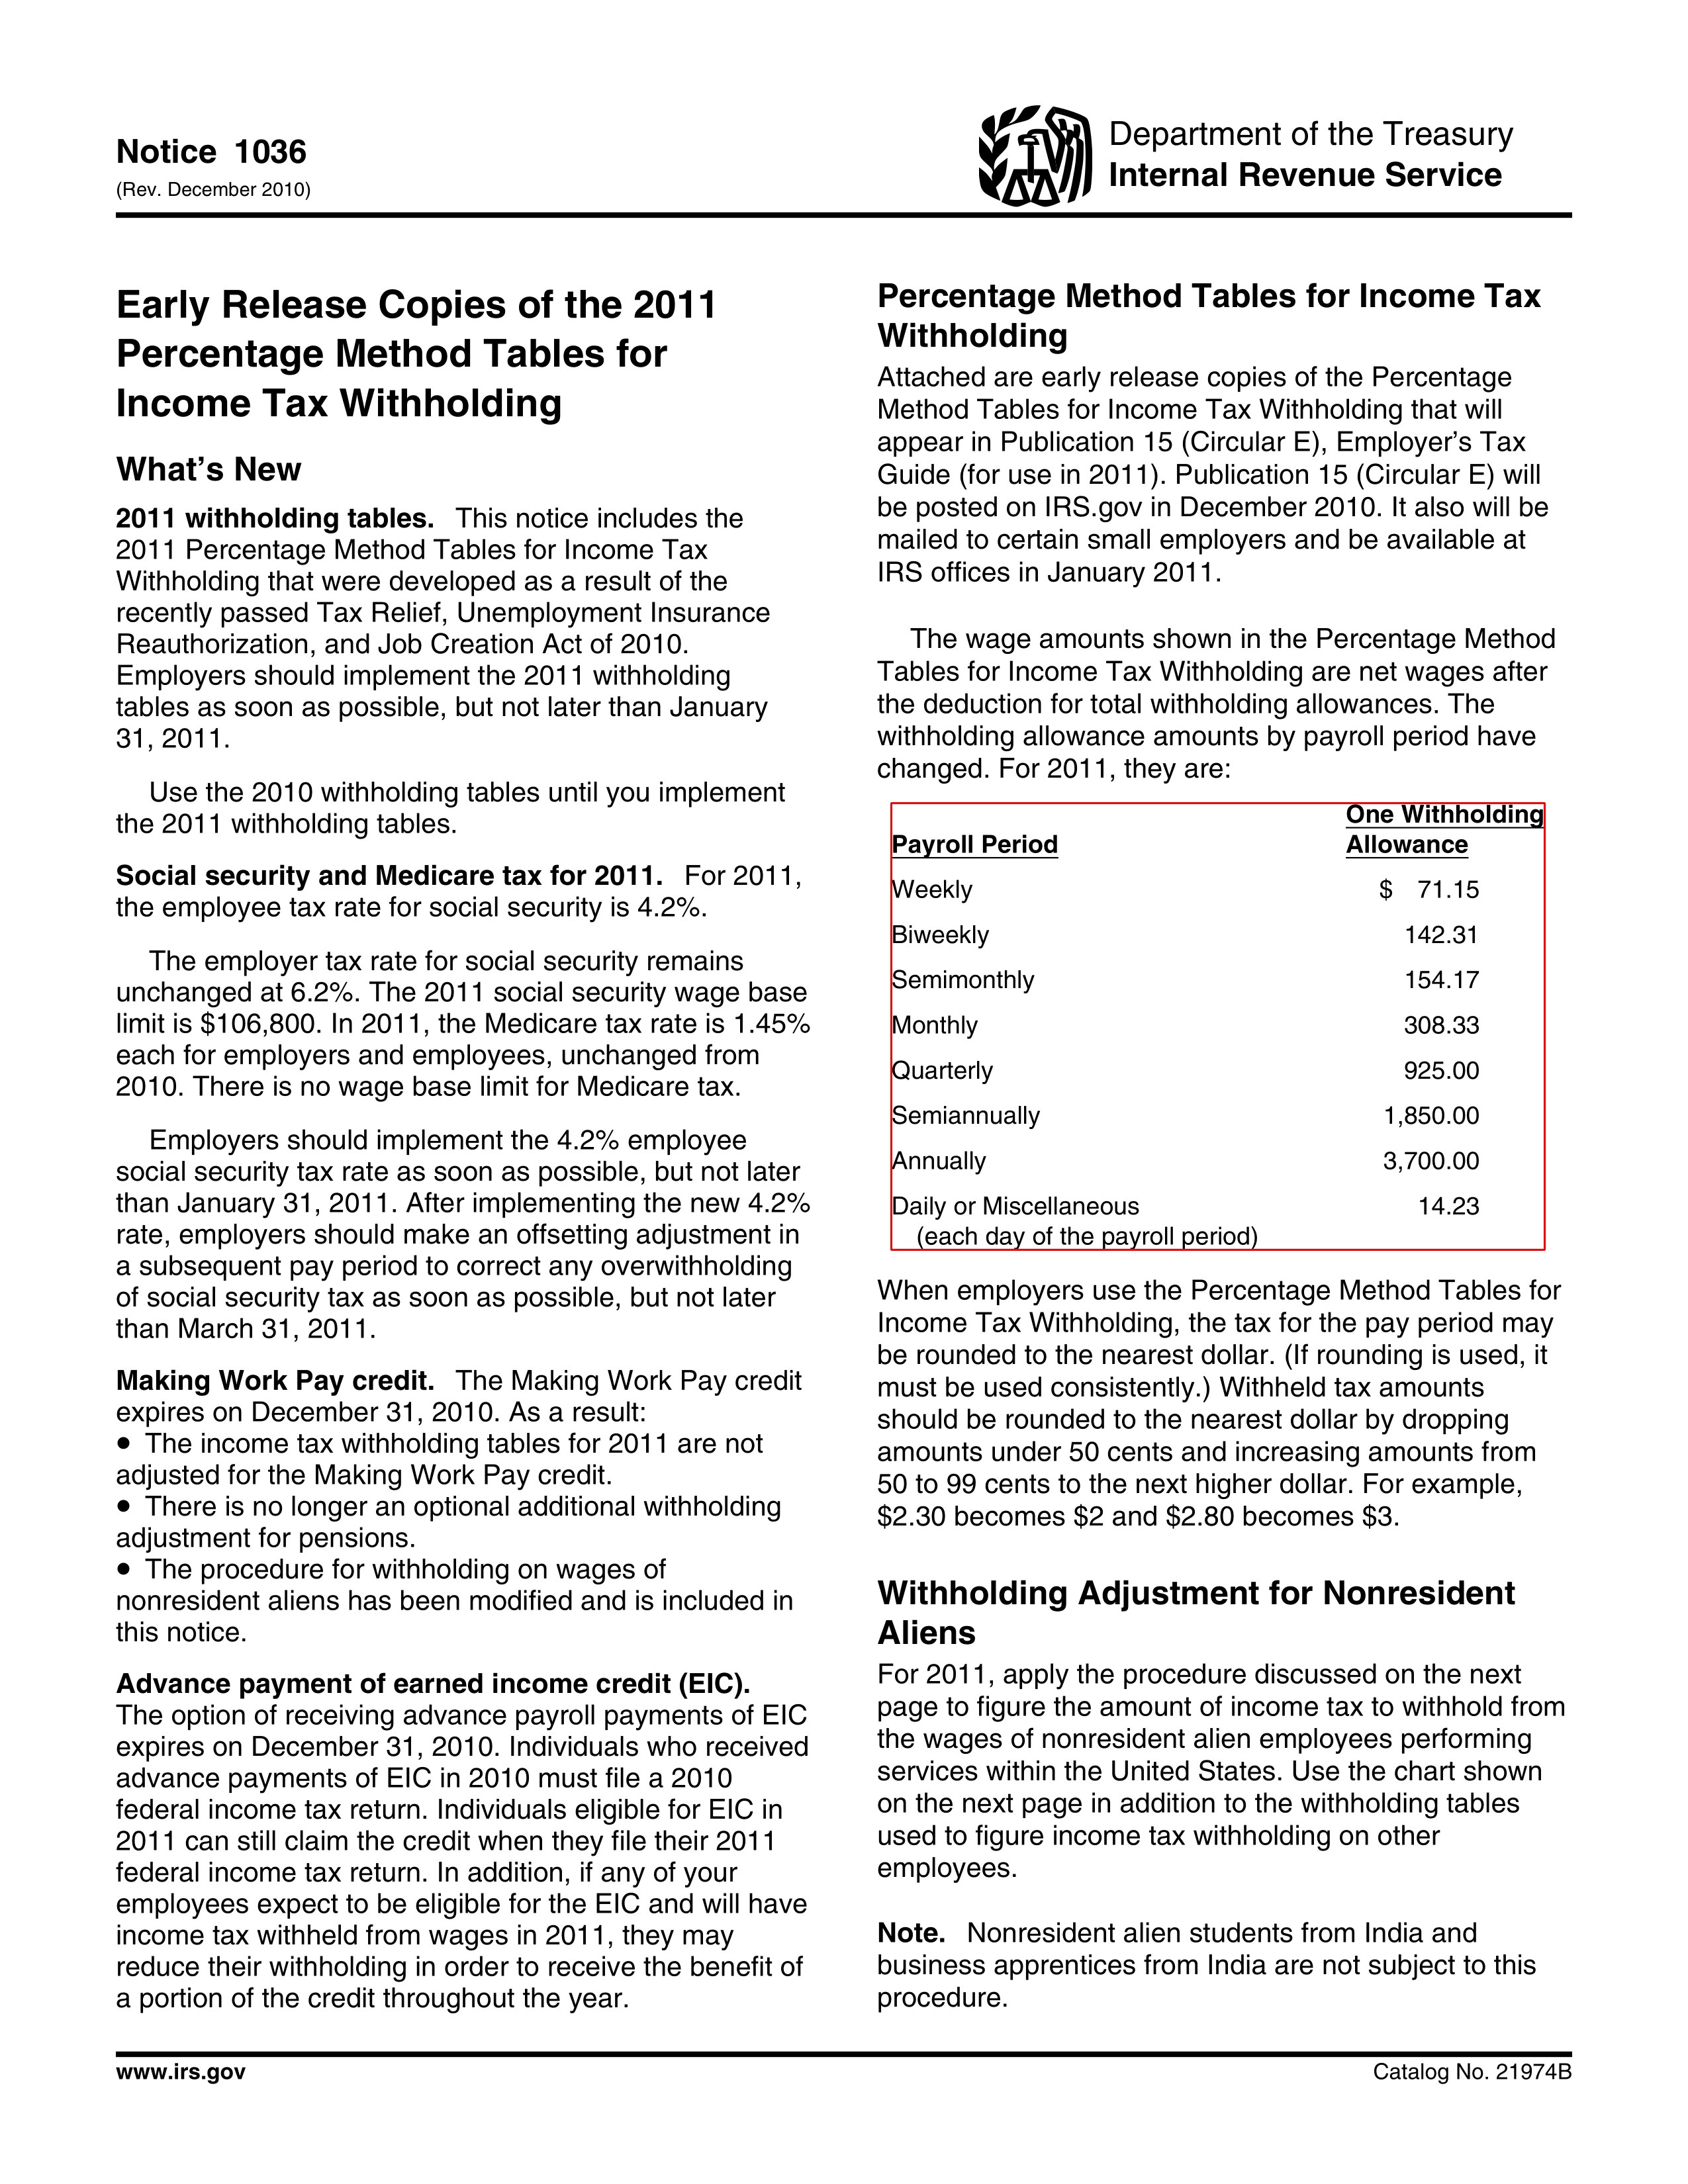 Notice 1036
(Rev. December 2010)
Department of the Treasury
Internal Revenue Service
Early Release Copies of the 2011
Percentage Method Tables for
Income Tax Withholding
What's New
2011 withholding tables. This notice includes the
2011 Percentage Method Tables for Income Tax
Withholding that were developed as a result of the
recently passed Tax Relief, Unemployment Insurance
Reauthorization, and Job Creation Act of 2010.
Employers should implement the 2011 withholding
tables as soon as possible, but not later than January
31, 2011.
Use the 2010 withholding tables until you implement
the 2011 withholding tables.
Social security and Medicare tax for 2011. For 2011,
the employee tax rate for social security is 4.2%.
The employer tax rate for social security remains
unchanged at 6.2%. The 2011 social security wage base
limit is $106,800. In 2011, the Medicare tax rate is 1.45%
each for employers and employees, unchanged from
2010. There is no wage base limit for Medicare tax.
Employers should implement the 4.2% employee
social security tax rate as soon as possible, but not later
than January 31, 2011. After implementing the new 4.2%
rate, employers should make an offsetting adjustment in
a subsequent pay period to correct any overwithholding
of social security tax as soon as possible, but not later
than March 31, 2011.
Making Work Pay credit. The Making Work Pay credit
expires on December 31, 2010. As a result:
• The income tax withholding tables for 2011 are not
adjusted for the Making Work Pay credit.
• There is no longer an optional additional withholding
adjustment for pensions.
• The procedure for withholding on wages of
nonresident aliens has been modified and is included in
this notice.
Advance payment of earned income credit (EIC).
The option of receiving advance payroll payments of EIC
expires on December 31, 2010. Individuals who received
advance payments of EIC in 2010 must file a 2010
federal income tax return. Individuals eligible for EIC in
2011 can still claim the credit when they file their 2011
federal income tax return. In addition, if any of your
employees expect to be eligible for the EIC and will have
income tax withheld from wages in 2011, they may
reduce their withholding in order to receive the benefit of
a portion of the credit throughout the year.
Percentage Method Tables for Income Tax
Withholding
Attached are early release copies of the Percentage
Method Tables for Income Tax Withholding that will
appear in Publication 15 (Circular E), Employer's Tax
Guide (for use in 2011). Publication 15 (Circular E) will
be posted on IRS.gov in December 2010. It also will be
mailed to certain small employers and be available at
IRS offices in January 2011.
The wage amounts shown in the Percentage Method
Tables for Income Tax Withholding are net wages after
the deduction for total withholding allowances. The
withholding allowance amounts by payroll period have
changed. For 2011, they are:
One Withholding
Payroll Period Allowance
Weekly $ 71.15
Biweekly 142.31
Semimonthly 154.17
Monthly 308.33
Quarterly 925.00
Semiannually 1,850.00
Annually 3,700.00
Daily or Miscellaneous 14.23
(each day of the payroll period)
When employers use the Percentage Method Tables for
Income Tax Withholding, the tax for the pay period may
be rounded to the nearest dollar. (If rounding is used, it
must be used consistently.) Withheld tax amounts
should be rounded to the nearest dollar by dropping
amounts under 50 cents and increasing amounts from
50 to 99 cents to the next higher dollar. For example,
$2.30 becomes $2 and $2.80 becomes $3.
Withholding Adjustment for Nonresident
Aliens
For 2011, apply the procedure discussed on the next
page to figure the amount of income tax to withhold from
the wages of nonresident alien employees performing
services within the United States. Use the chart shown
on the next page in addition to the withholding tables
used to figure income tax withholding on other
employees.
Note. Nonresident alien students from India and
business apprentices from India are not subject to this
procedure.
www.irs.gov
Catalog No. 21974B